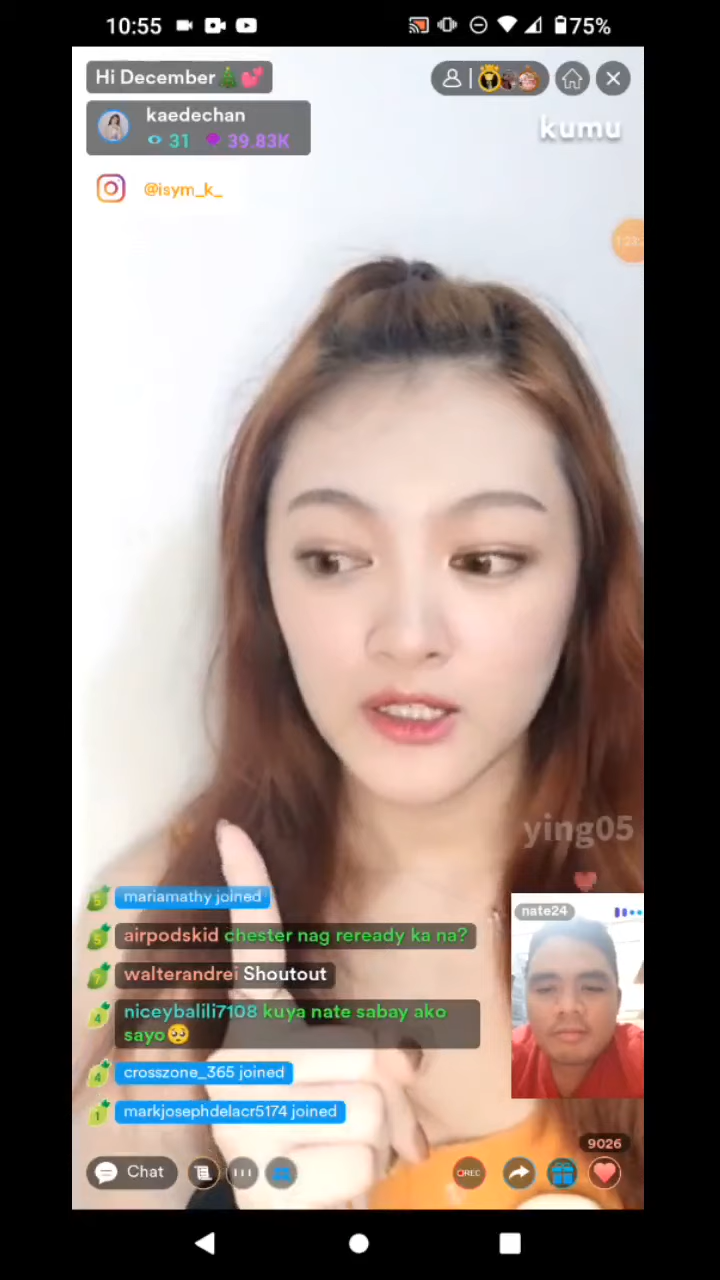 10:55
75%
Hi December🎄💕
kaedechan
31 39.83K
kumu
@isym_k_
ying05
mariamathy joined
nate24
airpodskid chester nag reready ka na?
walterandrei Shoutout
niceybalili7108 kuya nate sabay ako
sayo🥺
crosszone_365 joined
markjosephdelacr5174 joined
9026
Chat
REC